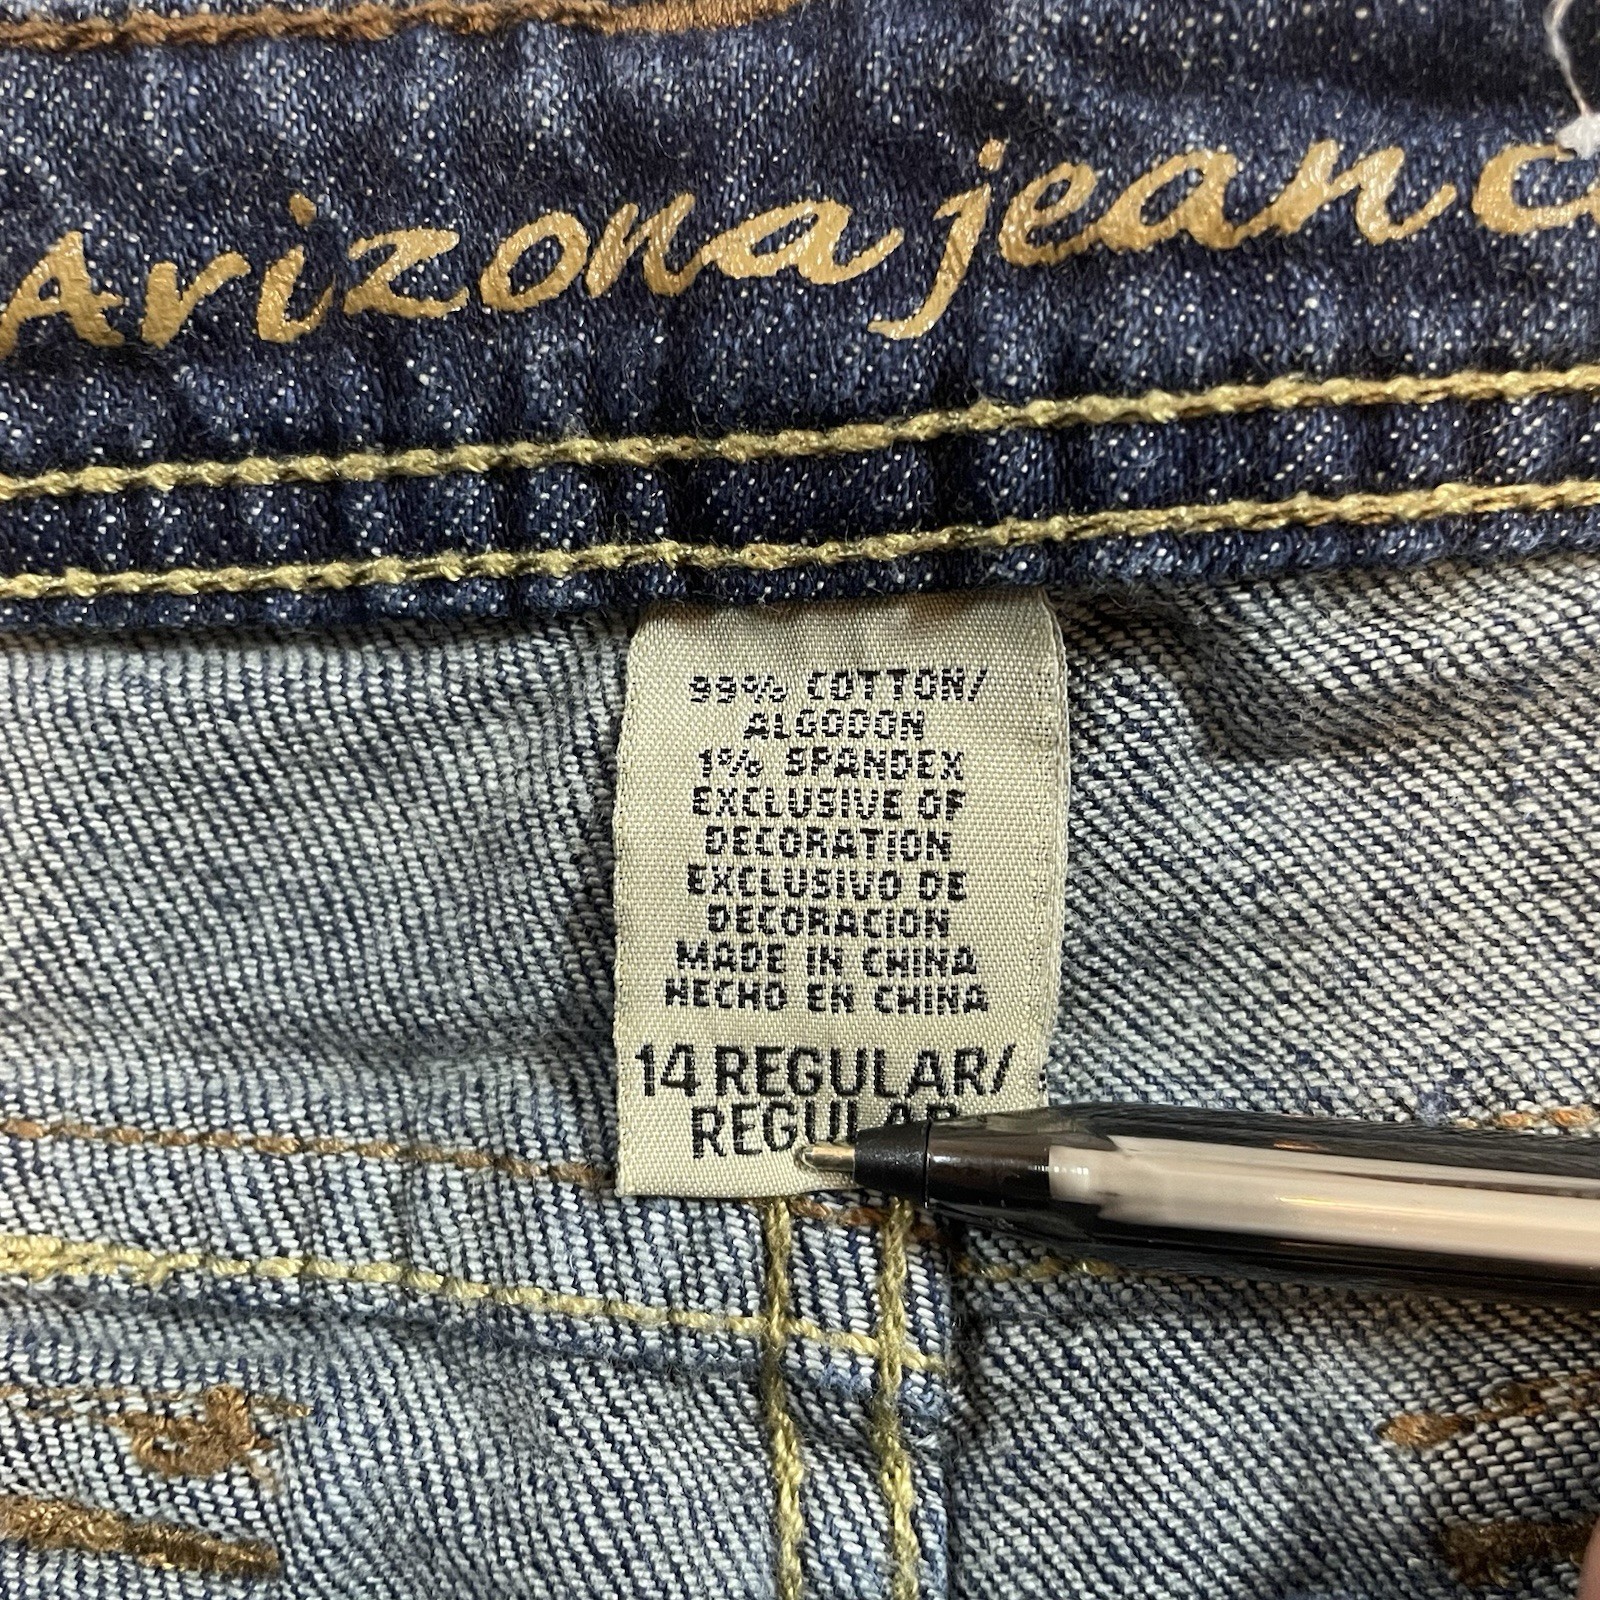 Arizona jean c
99% COTTON/
ALGODON
1% SPANDEX
EXCLUSIVE OF
DECORATION
EXCLUSIVO DE
DECORACION
MADE IN CHINA
HECHO EN CHINA
14 REGULAR/
REGULAR